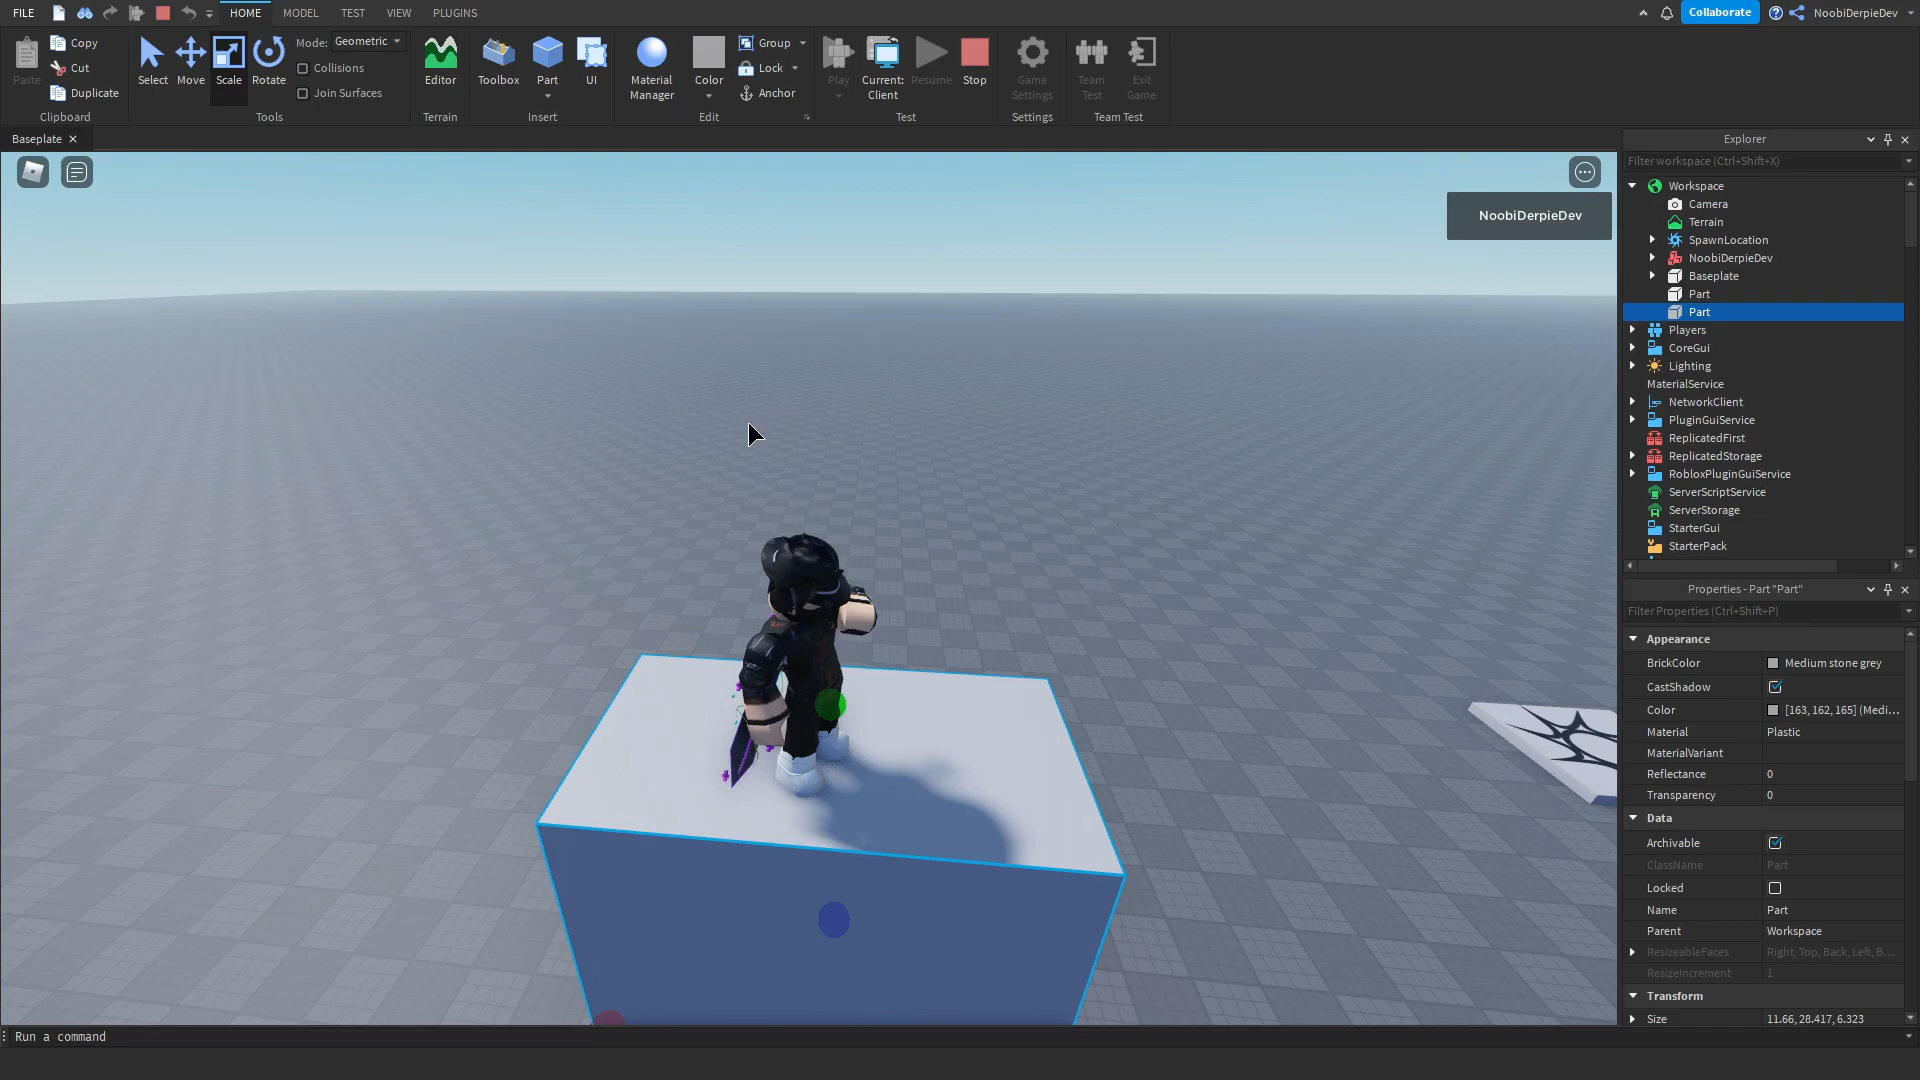 FILE HOME MODEL TEST VIEW PLUGINS Collaborate NoobiDerpieDev
Paste Copy Cut Duplicate
Clipboard
Select Move Scale Rotate Mode: Geometric
Collisions
Join Surfaces
Tools
Editor
Terrain
Toolbox Part UI
Insert
Material Manager Color Group Lock Anchor
Edit
Play Current: Client Resume Stop
Test
Game Settings
Settings
Team Test Exit Game
Team Test
Baseplate
NoobiDerpieDev
Explorer
Filter workspace (Ctrl+Shift+X)
Workspace
Camera
Terrain
SpawnLocation
NoobiDerpieDev
Baseplate
Part
Part
Players
CoreGui
Lighting
MaterialService
NetworkClient
PluginGuiService
ReplicatedFirst
ReplicatedStorage
RobloxPluginGuiService
ServerScriptService
ServerStorage
StarterGui
StarterPack
Properties - Part "Part"
Filter Properties (Ctrl+Shift+P)
Appearance
BrickColor Medium stone grey
CastShadow
Color [163, 162, 165] (Medi...
Material Plastic
MaterialVariant
Reflectance 0
Transparency 0
Data
Archivable
ClassName Part
Locked
Name Part
Parent Workspace
ResizeableFaces Right, Top, Back, Left, B...
ResizeIncrement 1
Transform
Size 11.66, 28.417, 6.323
Run a command